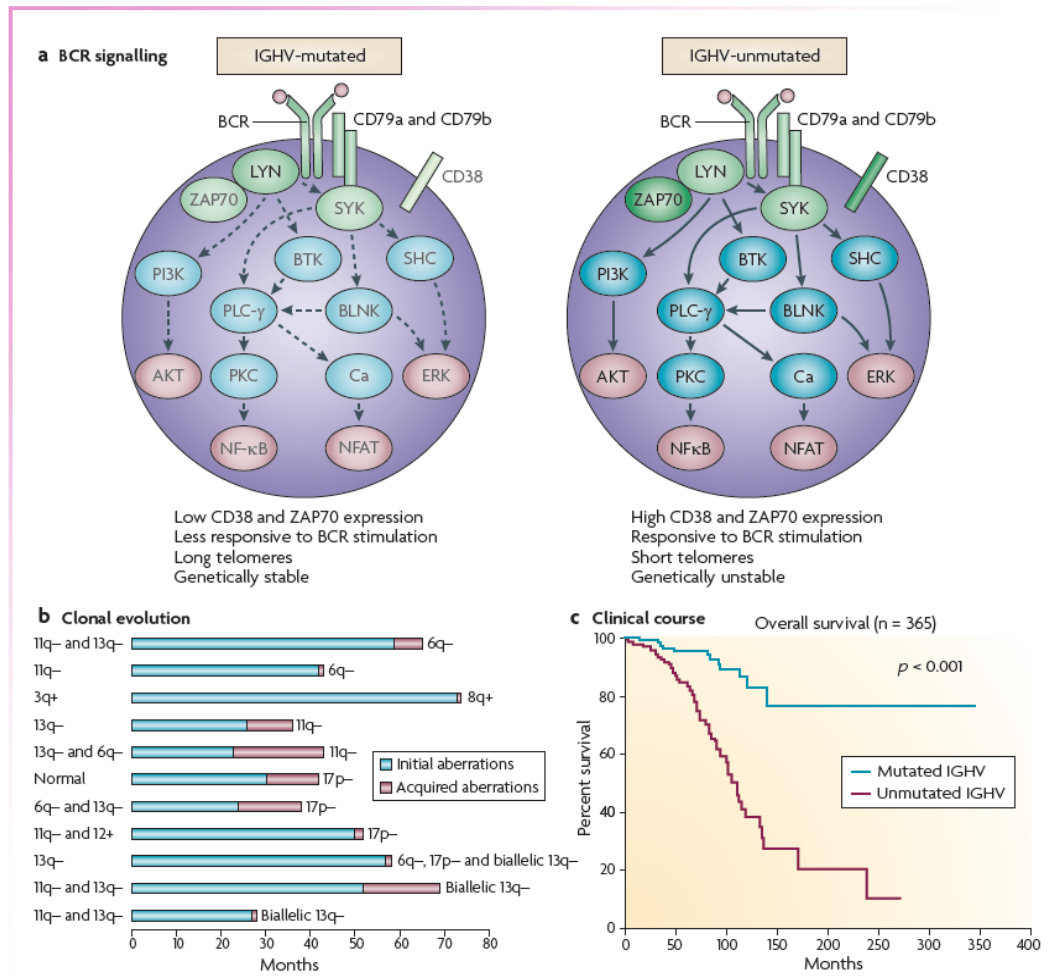 a BCR signalling
IGHV-mutated
BCR
CD79a and CD79b
CD38
LYN
ZAP70
SYK
PI3K
BTK
SHC
PLC-γ
BLNK
AKT
PKC
Ca
ERK
NF-κB
NFAT
Low CD38 and ZAP70 expression
Less responsive to BCR stimulation
Long telomeres
Genetically stable
IGHV-unmutated
BCR
CD79a and CD79b
CD38
LYN
ZAP70
SYK
PI3K
BTK
SHC
PLC-γ
BLNK
AKT
PKC
Ca
ERK
NFκB
NFAT
High CD38 and ZAP70 expression
Responsive to BCR stimulation
Short telomeres
Genetically unstable
b Clonal evolution
11q– and 13q– 6q–
11q– 6q–
3q+ 8q+
13q– 11q–
13q– and 6q– 11q–
Normal 17p–
6q– and 13q– 17p–
11q– and 12+ 17p–
13q– 6q–, 17p– and biallelic 13q–
11q– and 13q– Biallelic 13q–
11q– and 13q– Biallelic 13q–
Initial aberrations
Acquired aberrations
0 10 20 30 40 50 60 70 80
Months
c Clinical course
Overall survival (n = 365)
p < 0.001
Percent survival
100
80
60
40
20
0
Mutated IGHV
Unmutated IGHV
0 50 100 150 200 250 300 350 400
Months